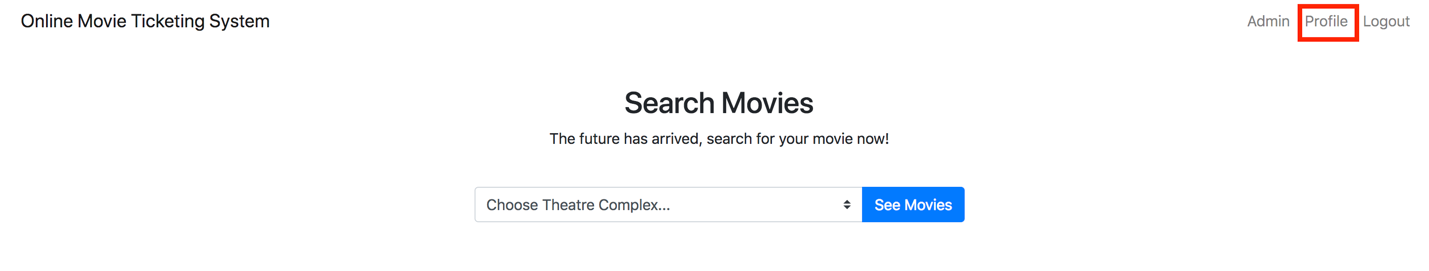 Online Movie Ticketing System
Admin Profile Logout
Search Movies
The future has arrived, search for your movie now!
Choose Theatre Complex... See Movies